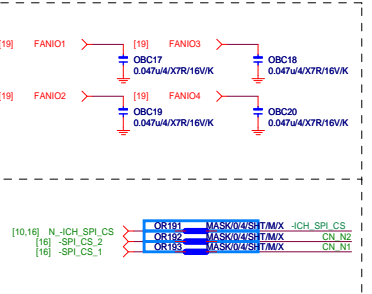 [19] FANIO1 [19] FANIO3
OBC17 OBC18
0.047u/4/X7R/16V/K 0.047u/4/X7R/16V/K
[19] FANIO2 [19] FANIO4
OBC19 OBC20
0.047u/4/X7R/16V/K 0.047u/4/X7R/16V/K
[10,16] N_-ICH_SPI_CS OR191 MASK/0/4/SHT/M/X -ICH_SPI_CS
[16] -SPI_CS_2 OR192 MASK/0/4/SHT/M/X CN_N2
[16] -SPI_CS_1 OR193 MASK/0/4/SHT/M/X CN_N1